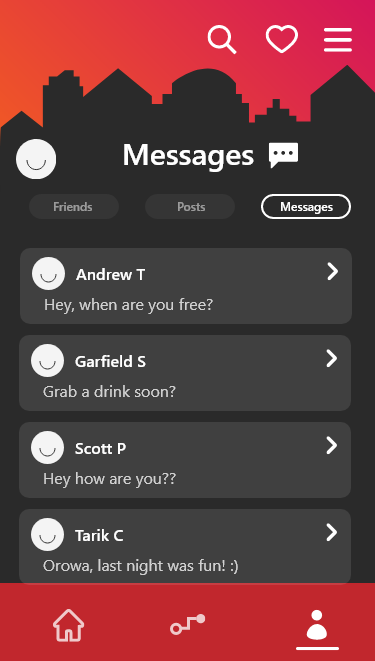 Messages
Friends
Posts
Messages
Andrew T
Hey, when are you free?
Garfield S
Grab a drink soon?
Scott P
Hey how are you??
Tarik C
Orowa, last night was fun! :)